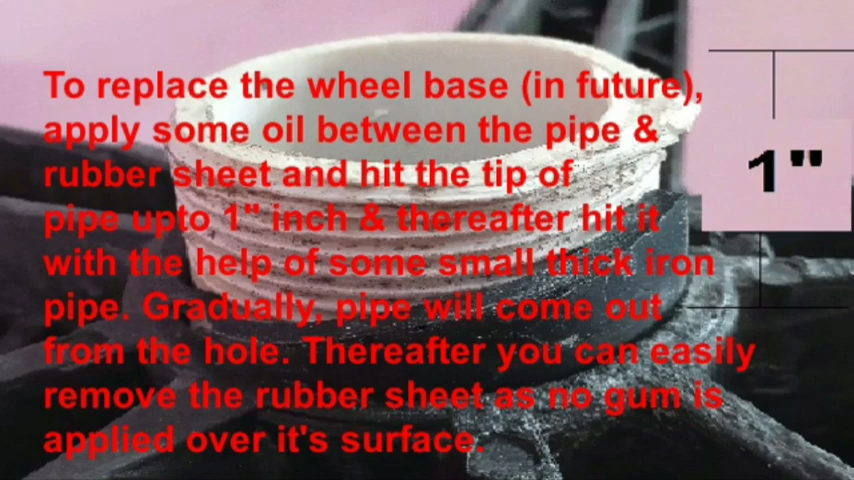 To replace the wheel base (in future),
apply some oil between the pipe &
rubber sheet and hit the tip of
pipe upto 1" inch & thereafter hit it
with the help of some small thick iron
pipe. Gradually, pipe will come out
from the hole. Thereafter you can easily
remove the rubber sheet as no gum is
applied over it's surface.
1"